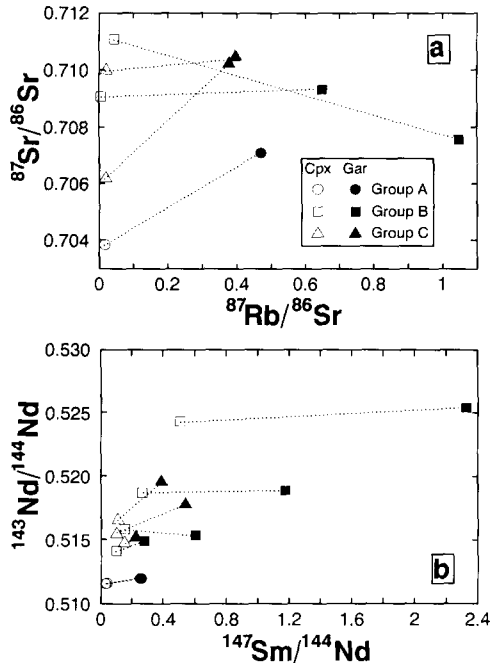 a
0.710
0.708
0.706
0.704
⁸⁷Sr/⁸⁶Sr
Cpx Gar
Group A
Group B
Group C
0 0.2 0.4 0.6 0.8 1
⁸⁷Rb/⁸⁶Sr
0.530
0.525
0.520
0.515
0.510
¹⁴³Nd/¹⁴⁴Nd
b
0 0.4 0.8 1.2 1.6 2.0 2.4
¹⁴⁷Sm/¹⁴⁴Nd